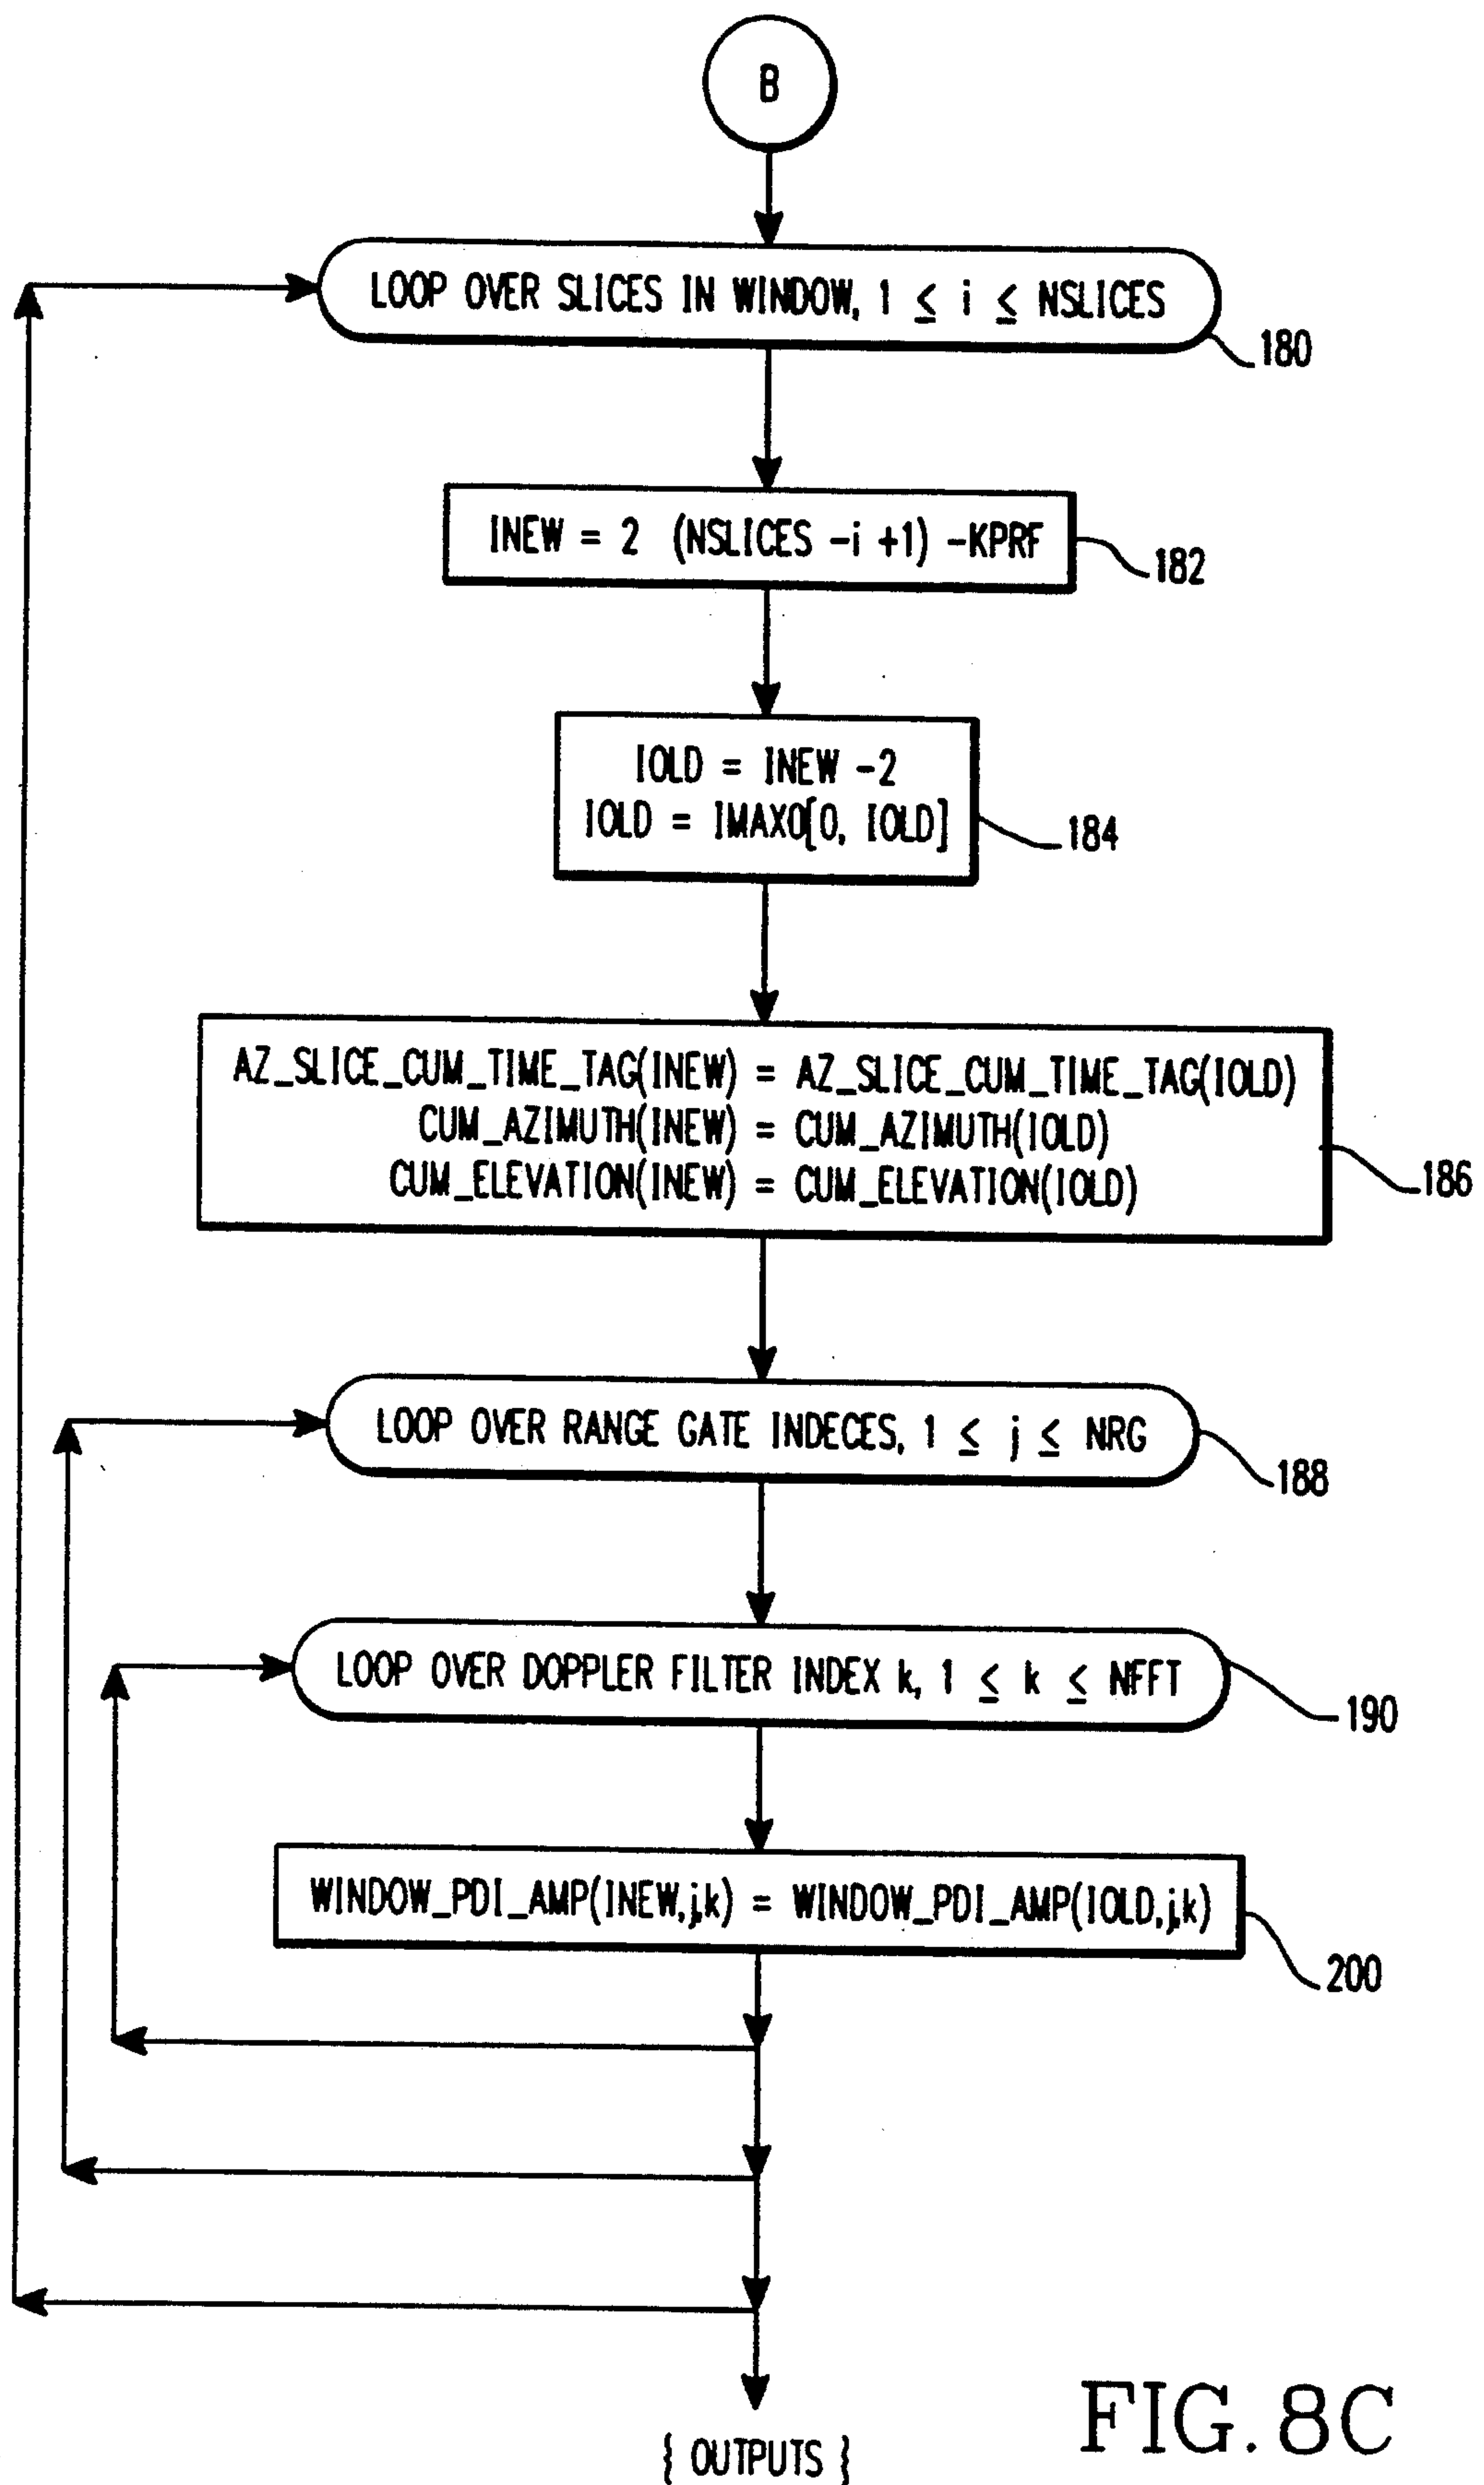 B
LOOP OVER SLICES IN WINDOW, 1 ≤ i ≤ NSLICES
180
INEW = 2 (NSLICES -i +1) -KPRF
182
IOLD = INEW -2
IOLD = IMAX0[0, IOLD]
184
AZ_SLICE_CUM_TIME_TAG(INEW) = AZ_SLICE_CUM_TIME_TAG(IOLD)
CUM_AZIMUTH(INEW) = CUM_AZIMUTH(IOLD)
CUM_ELEVATION(INEW) = CUM_ELEVATION(IOLD)
186
LOOP OVER RANGE GATE INDECES, 1 ≤ j ≤ NRG
188
LOOP OVER DOPPLER FILTER INDEX k, 1 ≤ k ≤ NFFT
190
WINDOW_PDI_AMP(INEW,j,k) = WINDOW_PDI_AMP(IOLD,j,k)
200
{ OUTPUTS }
FIG. 8C